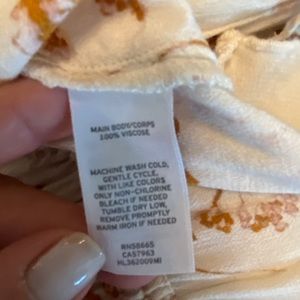 MAIN BODY/CORPS
100% VISCOSE
MACHINE WASH COLD,
GENTLE CYCLE,
WITH LIKE COLORS
ONLY NON-CHLORINE
BLEACH IF NEEDED
TUMBLE DRY LOW,
REMOVE PROMPTLY
WARM IRON IF NEEDED
RN58665
CA57963
HL362009MI